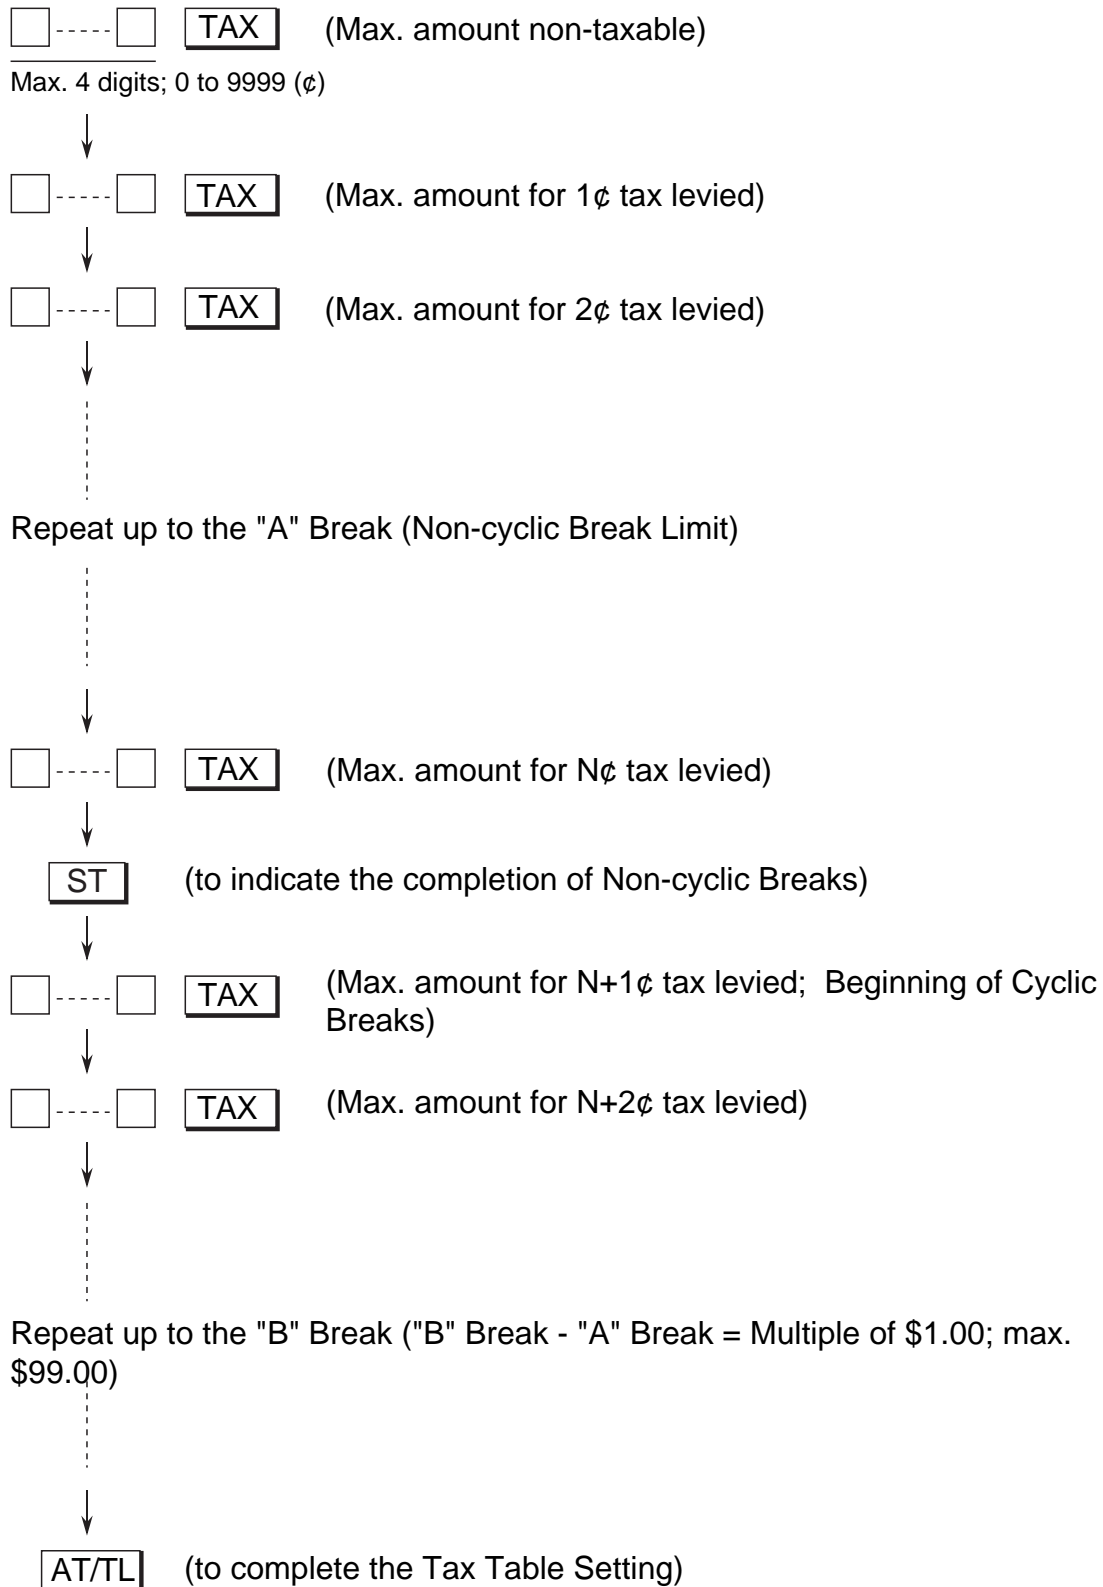 TAX (Max. amount non-taxable)
Max. 4 digits; 0 to 9999 (¢)
TAX (Max. amount for 1¢ tax levied)
TAX (Max. amount for 2¢ tax levied)
Repeat up to the "A" Break (Non-cyclic Break Limit)
TAX (Max. amount for N¢ tax levied)
ST (to indicate the completion of Non-cyclic Breaks)
TAX (Max. amount for N+1¢ tax levied; Beginning of Cyclic
Breaks)
TAX (Max. amount for N+2¢ tax levied)
Repeat up to the "B" Break ("B" Break - "A" Break = Multiple of $1.00; max.
$99.00)
AT/TL (to complete the Tax Table Setting)